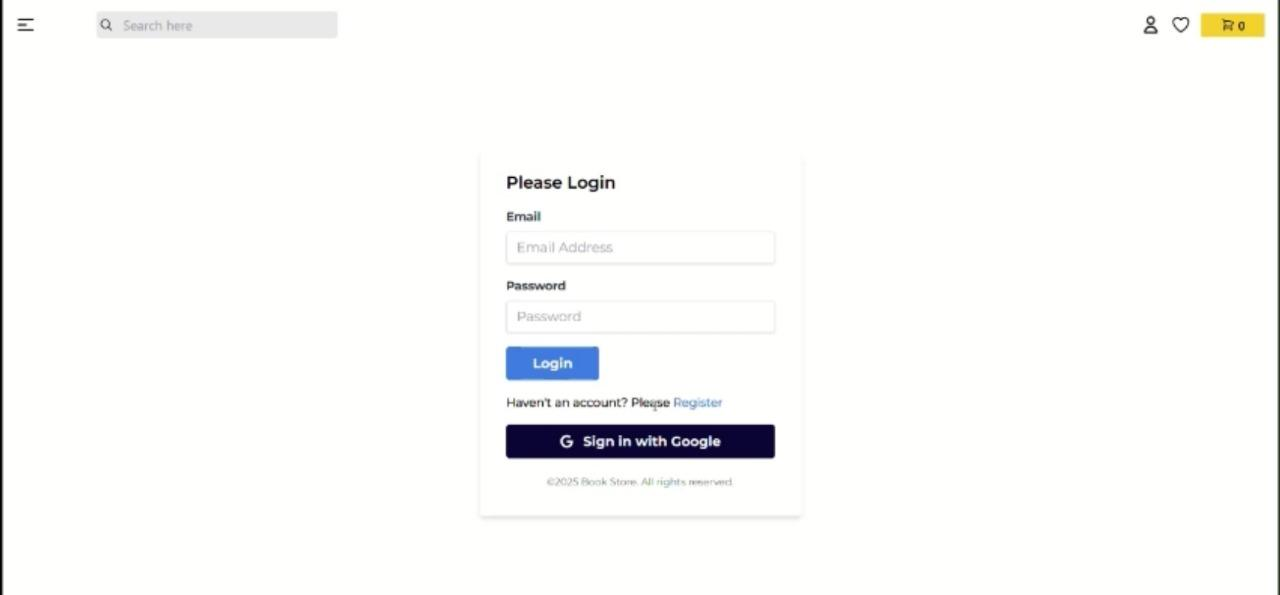 Search here
0
Please Login
Email
Email Address
Password
Password
Login
Haven't an account? Please Register
G Sign in with Google
©2025 Book Store. All rights reserved.